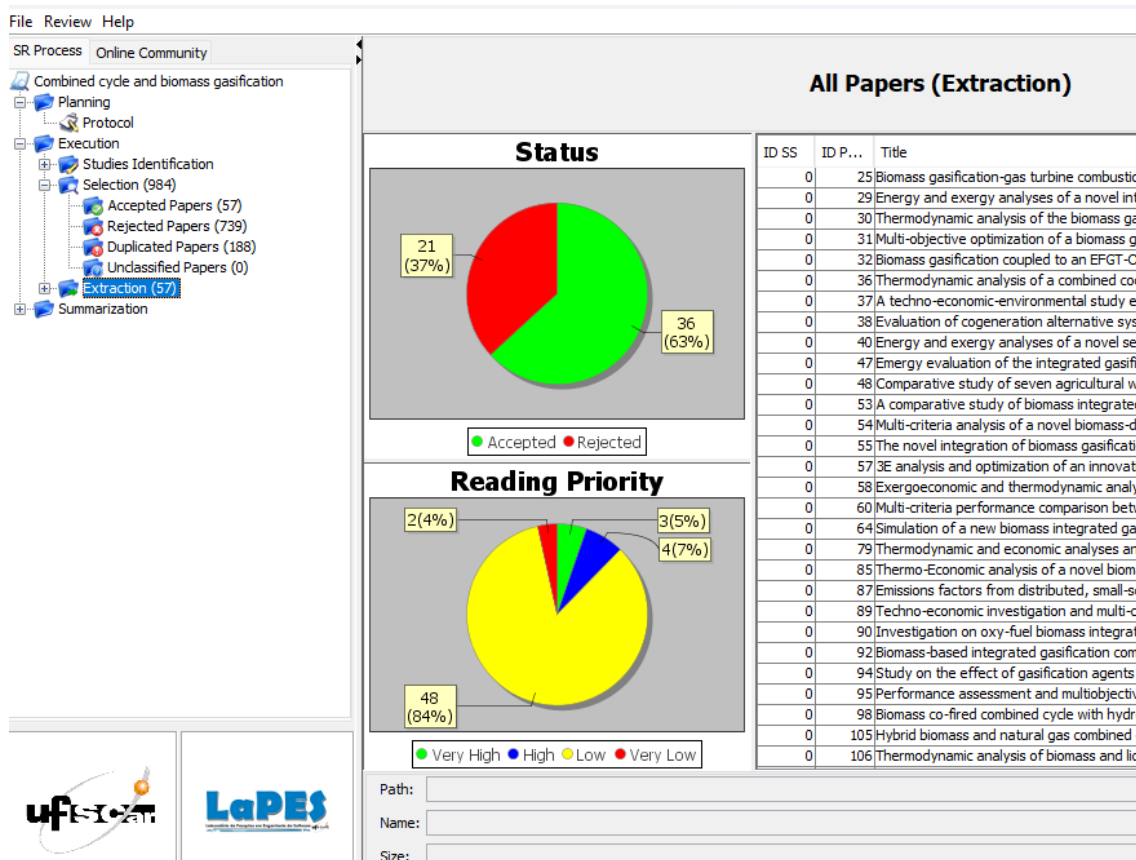 File Review Help
SR Process Online Community
Combined cycle and biomass gasification
Planning
Protocol
Execution
Studies Identification
Selection (984)
Accepted Papers (57)
Rejected Papers (739)
Duplicated Papers (188)
Unclassified Papers (0)
Extraction (57)
Summarization
ufscar
LaPES
All Papers (Extraction)
Status
21
(37%)
36
(63%)
Accepted Rejected
Reading Priority
2(4%)
3(5%)
4(7%)
48
(84%)
Very High High Low Very Low
ID SS ID P... Title
0 25 Biomass gasification-gas turbine combustio
0 29 Energy and exergy analyses of a novel int
0 30 Thermodynamic analysis of the biomass ga
0 31 Multi-objective optimization of a biomass g
0 32 Biomass gasification coupled to an EFGT-O
0 36 Thermodynamic analysis of a combined coo
0 37 A techno-economic-environmental study e
0 38 Evaluation of cogeneration alternative sys
0 40 Energy and exergy analyses of a novel se
0 47 Emergy evaluation of the integrated gasifi
0 48 Comparative study of seven agricultural w
0 53 A comparative study of biomass integrated
0 54 Multi-criteria analysis of a novel biomass-d
0 55 The novel integration of biomass gasificati
0 57 3E analysis and optimization of an innovat
0 58 Exergoeconomic and thermodynamic analy
0 60 Multi-criteria performance comparison betw
0 64 Simulation of a new biomass integrated ga
0 79 Thermodynamic and economic analyses an
0 85 Thermo-Economic analysis of a novel biom
0 87 Emissions factors from distributed, small-s
0 89 Techno-economic investigation and multi-c
0 90 Investigation on oxy-fuel biomass integrat
0 92 Biomass-based integrated gasification com
0 94 Study on the effect of gasification agents
0 95 Performance assessment and multiobjectiv
0 98 Biomass co-fired combined cycle with hydr
0 105 Hybrid biomass and natural gas combined
0 106 Thermodynamic analysis of biomass and lic
Path:
Name:
Size: